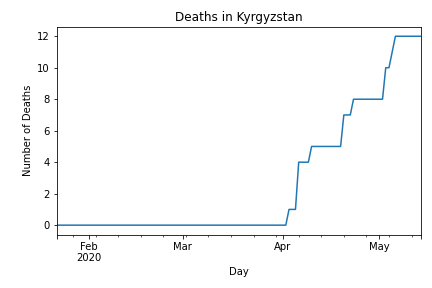 Deaths in Kyrgyzstan
12
10
8
6
4
2
0
Number of Deaths
Feb
2020
Mar
Apr
May
Day